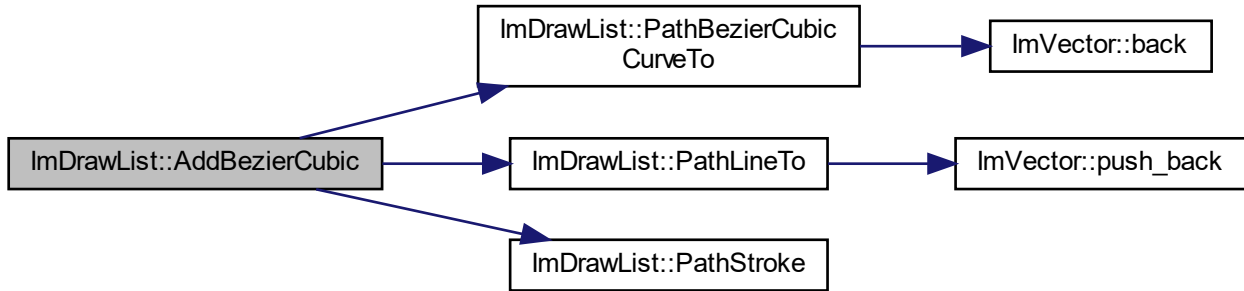 ImDrawList::PathBezierCubic
CurveTo
ImVector::back
ImDrawList::AddBezierCubic
ImDrawList::PathLineTo
ImVector::push_back
ImDrawList::PathStroke